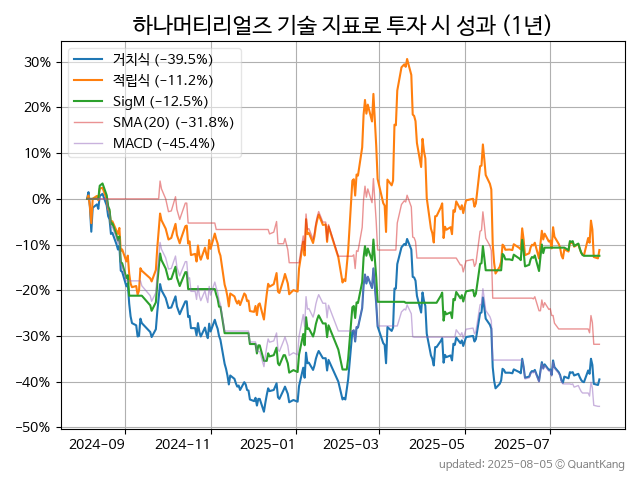 하나머티리얼즈 기술 지표로 투자 시 성과 (1년)
거치식 (−39.5%)
적립식 (−11.2%)
SigM (−12.5%)
SMA(20) (−31.8%)
MACD (−45.4%)
30%
20%
10%
0%
−10%
−20%
−30%
−40%
−50%
2024−09 2024−11 2025−01 2025−03 2025−05 2025−07
updated: 2025-08-05 © QuantKang